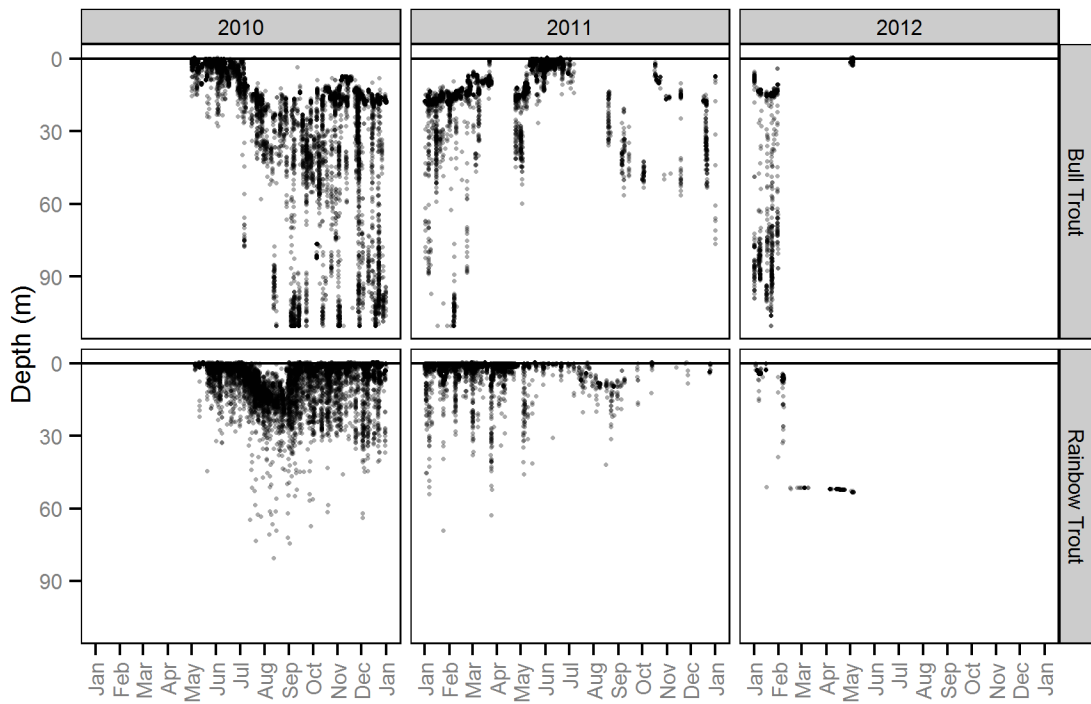 2010 2011 2012
Depth (m)
0
30
60
90
Bull Trout
0
30
60
90
Rainbow Trout
Jan Feb Mar Apr May Jun Jul Aug Sep Oct Nov Dec Jan
Jan Feb Mar Apr May Jun Jul Aug Sep Oct Nov Dec Jan
Jan Feb Mar Apr May Jun Jul Aug Sep Oct Nov Dec Jan